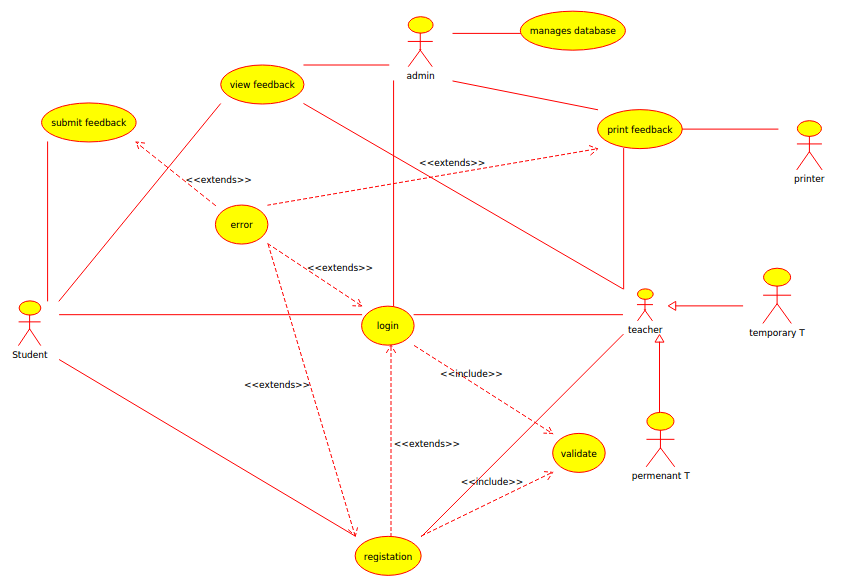 manages database
admin
view feedback
submit feedback
print feedback
<<extends>>
printer
<<extends>>
error
<<extends>>
login
teacher
temporary T
Student
<<include>>
<<extends>>
<<extends>>
validate
permenant T
<<include>>
registation